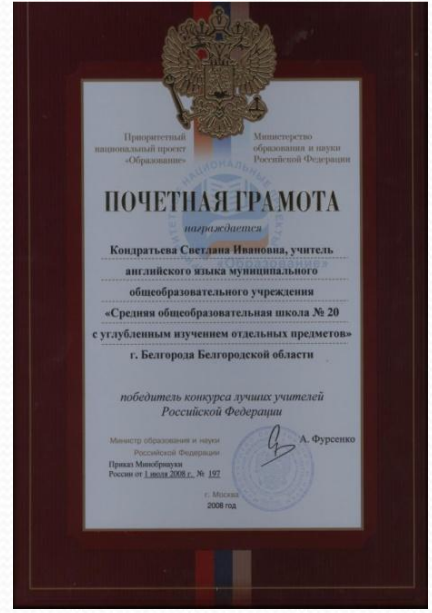 Приоритетный
национальный проект
«Образование»
Министерство
образования и науки
Российской Федерации
ПОЧЕТНАЯ ГРАМОТА
награждается
Кондратьева Светлана Ивановна, учитель
английского языка муниципального
общеобразовательного учреждения
«Средняя общеобразовательная школа № 20
с углубленным изучением отдельных предметов»
г. Белгорода Белгородской области
победитель конкурса лучших учителей
Российской Федерации
Министр образования и науки
Российской Федерации
А. Фурсенко
Приказ Минобрнауки
России от 1 июля 2008 г. № 197
г. Москва
2008 год